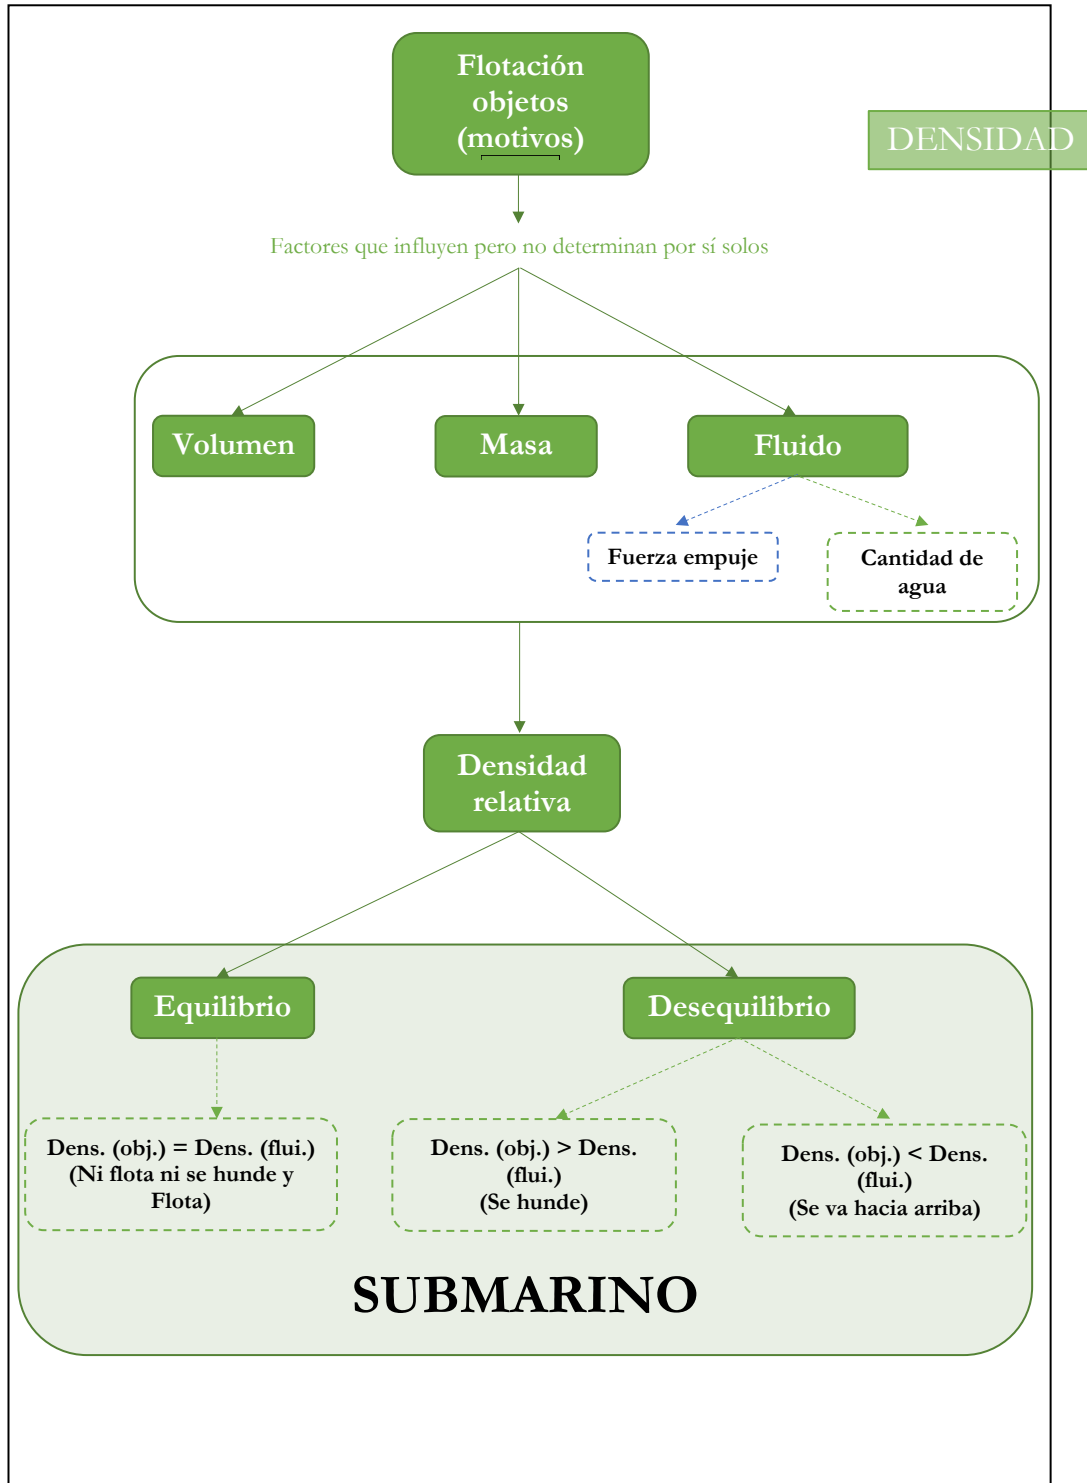 Flotación
objetos
(motivos)
DENSIDAD
Factores que influyen pero no determinan por sí solos
Volumen
Masa
Fluido
Fuerza empuje
Cantidad de
agua
Densidad
relativa
Equilibrio
Desequilibrio
Dens. (obj.) = Dens. (flui.)
(Ni flota ni se hunde y
Flota)
Dens. (obj.) > Dens.
(flui.)
(Se hunde)
Dens. (obj.) < Dens.
(flui.)
(Se va hacia arriba)
SUBMARINO